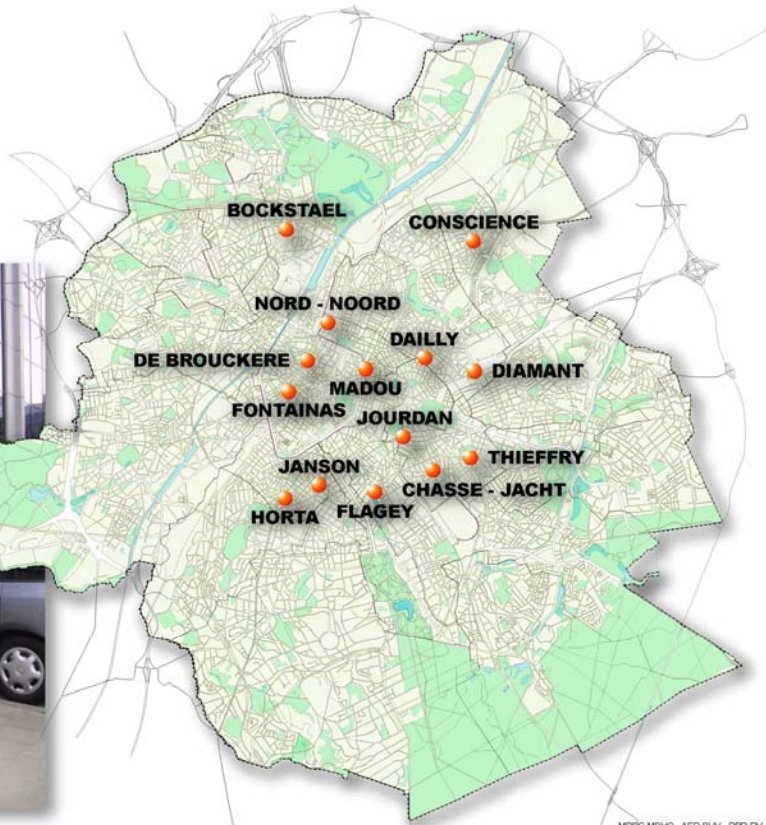 BOCKSTAEL
CONSCIENCE
NORD - NOORD
DAILLY
DE BROUCKERE
DIAMANT
MADOU
FONTAINAS
JOURDAN
THIEFFRY
JANSON
CHASSE - JACHT
HORTA
FLAGEY